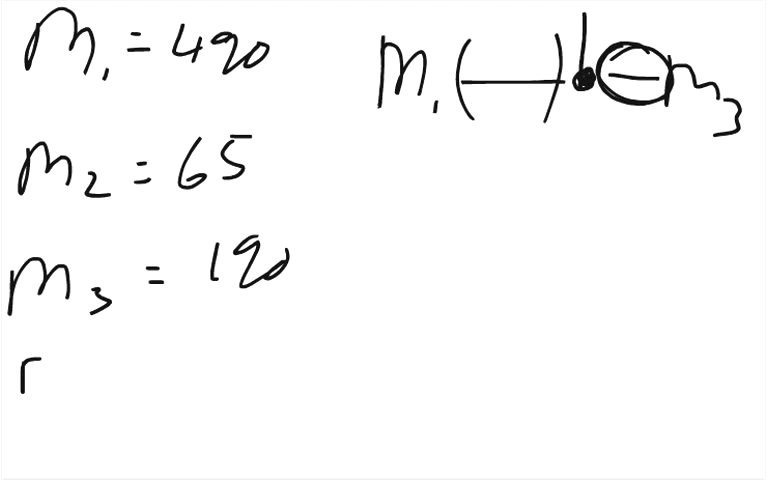 m₁ = 490
m₂ = 65
m₃ = 190
r
m₁ (—) m₃